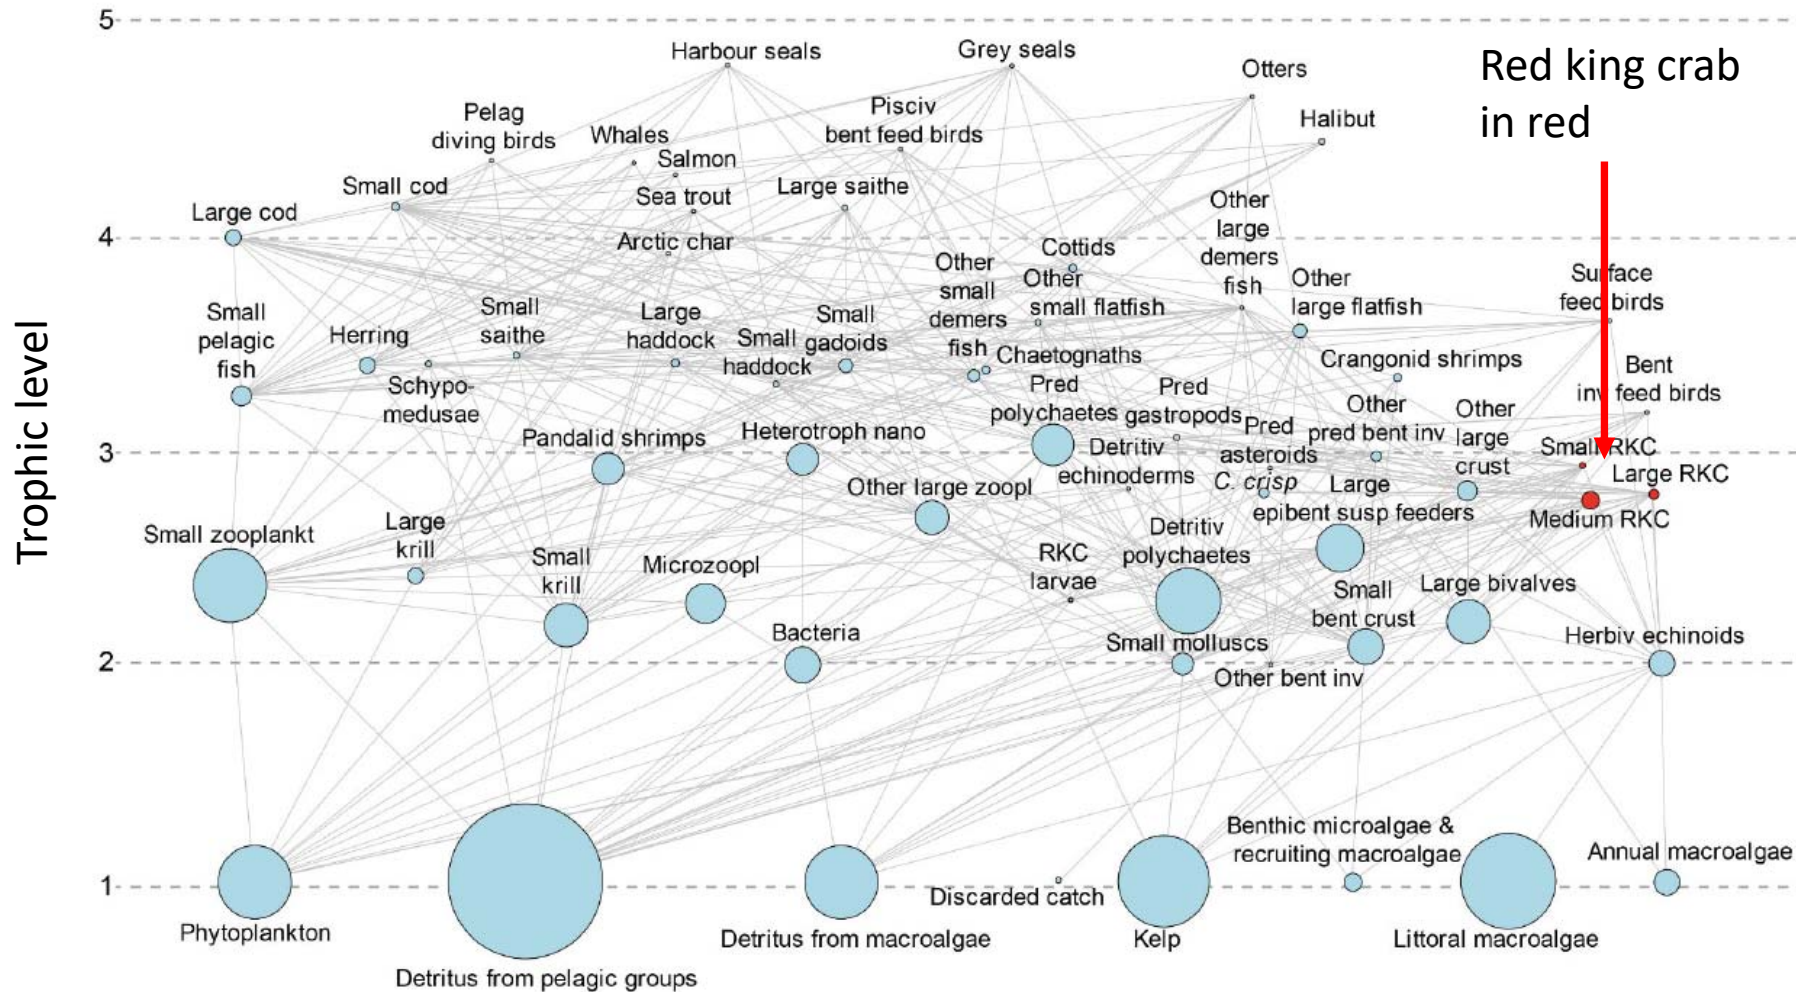 5
Harbour seals
Grey seals
Otters
Red king crab
in red
Pelag
diving birds
Whales
Pisciv
bent feed birds
Halibut
Salmon
Small cod
Sea trout
Large saithe
Large cod
Arctic char
4
Cottids
Other
large
demers
fish
Other
small
demers
fish
Other
small flatfish
Other
large flatfish
Surface
feed birds
Small
pelagic
fish
Herring
Small
saithe
Large
haddock
Small
haddock
Small
gadoids
Schypo-
medusae
Chaetognaths
Crangonid shrimps
Bent
inv feed birds
Pred
polychaetes
Pred
gastropods
Other
pred bent inv
Other
large
crust
Pandalid shrimps
Heterotroph nano
Pred
asteroids
3
Detritiv
echinoderms
C. crisp
Small RKC
Large RKC
Medium RKC
Other large zoopl
Large
epibent susp feeders
Trophic level
Small zooplankt
Large
krill
Small
krill
Microzoopl
RKC
larvae
Detritiv
polychaetes
Small
bent crust
Large bivalves
Bacteria
Small molluscs
Herbiv echinoids
2
Other bent inv
Benthic microalgae &
recruiting macroalgae
Annual macroalgae
1
Discarded catch
Phytoplankton
Detritus from macroalgae
Kelp
Littoral macroalgae
Detritus from pelagic groups